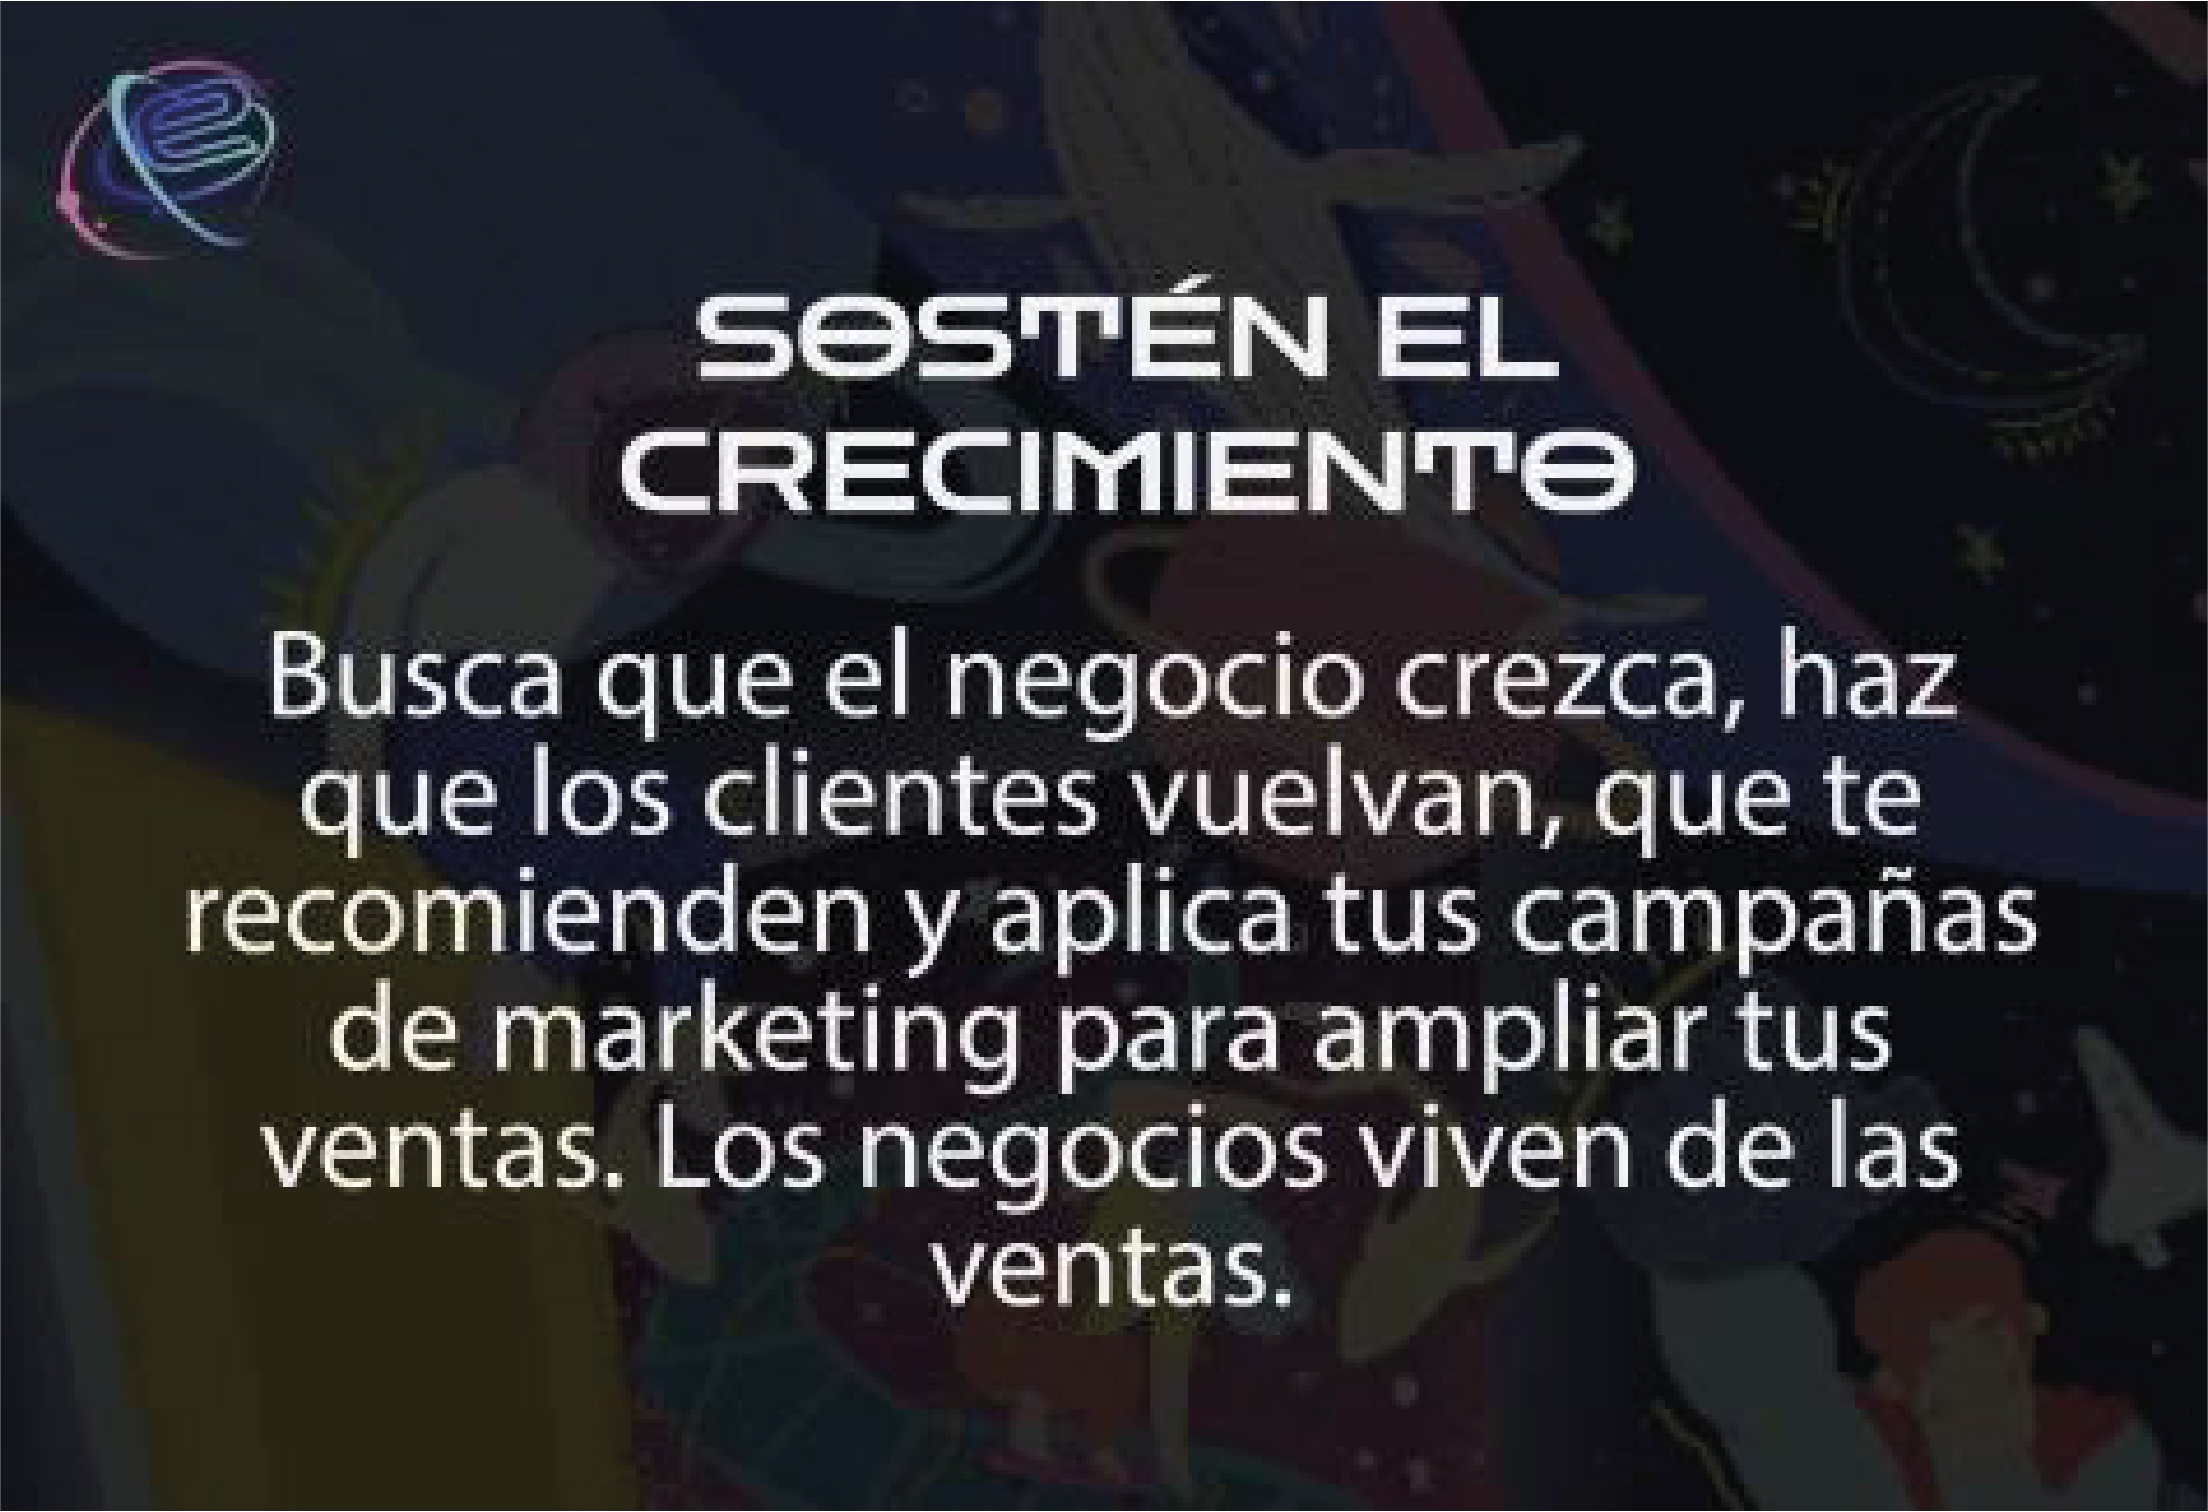 SOSTÉN EL
CRECIMIENTO
Busca que el negocio crezca, haz
que los clientes vuelvan, que te
recomienden y aplica tus campañas
de marketing para ampliar tus
ventas. Los negocios viven de las
ventas.